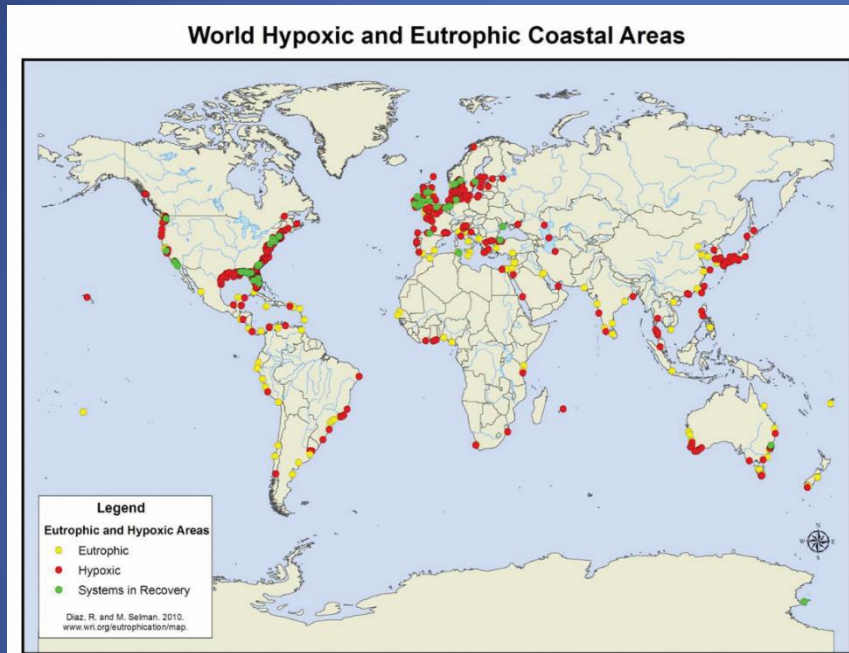 World Hypoxic and Eutrophic Coastal Areas
N
W
E
S
Legend
Eutrophic and Hypoxic Areas
Eutrophic
Hypoxic
Systems in Recovery
Diaz, R. and M. Selman. 2010.
www.wri.org/eutrophication/map.